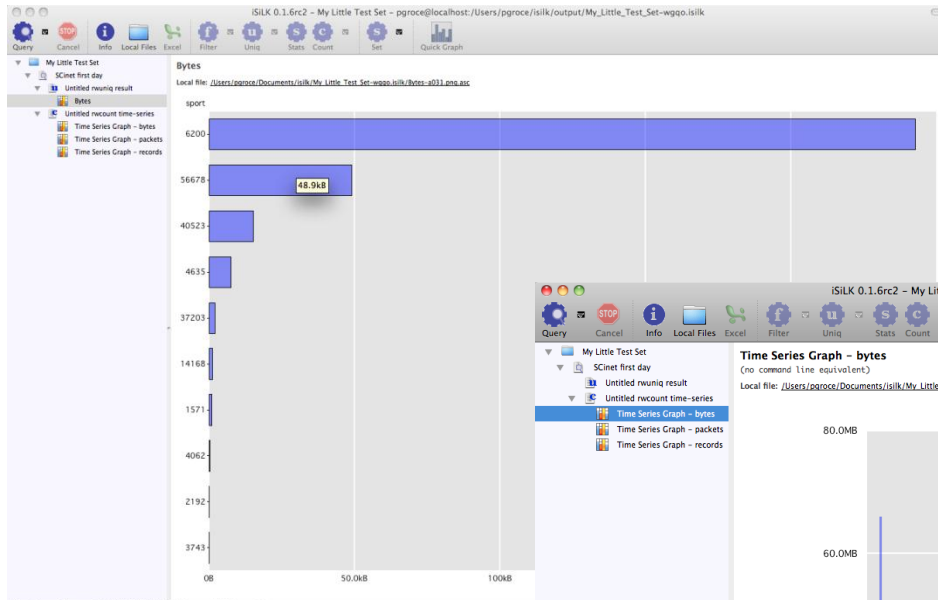 iSiLK 0.1.6rc2 – My Little Test Set – pgroce@localhost:/Users/pgroce/isilk/output/My_Little_Test_Set-wgqo.isilk
Query Cancel Info Local Files Excel Filter Uniq Stats Count Set Quick Graph
STOP i f u s c s
My Little Test Set
SCinet first day
Untitled rwuniq result
Bytes
Untitled rwcount time-series
Time Series Graph – bytes
Time Series Graph – packets
Time Series Graph – records
Bytes
Local file: /Users/pgroce/Documents/isilk/My_Little_Test_Set-wgqo.isilk/Bytes-a031.png.asc
sport
6200
56678
48.9kB
40523
4635
37203
14168
1571
4062
2192
3743
0B 50.0kB 100kB
iSiLK 0.1.6rc2 – My Lit
STOP i f u s c
Query Cancel Info Local Files Excel Filter Uniq Stats Count
My Little Test Set
SCinet first day
Untitled rwuniq result
Untitled rwcount time-series
Time Series Graph – bytes
Time Series Graph – packets
Time Series Graph – records
Time Series Graph – bytes
(no command line equivalent)
Local file: /Users/pgroce/Documents/isilk/My_Little
80.0MB
60.0MB